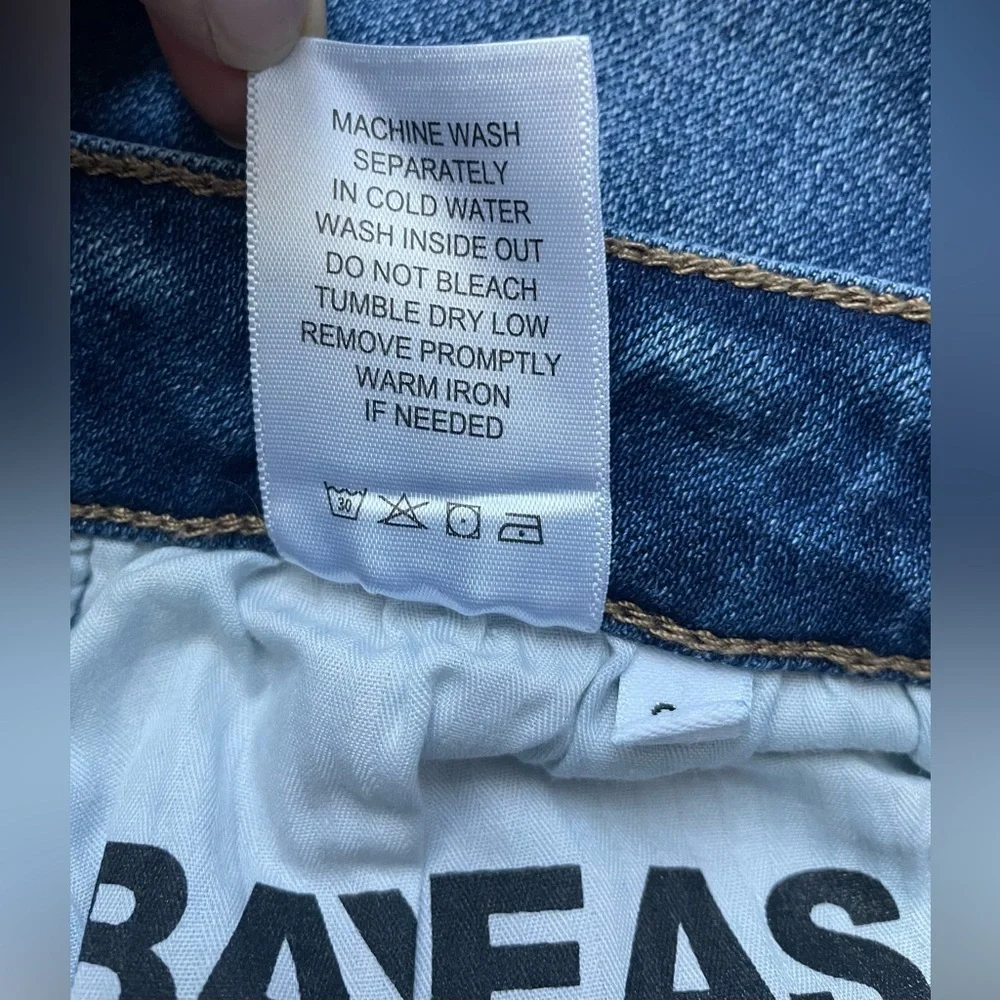 MACHINE WASH
SEPARATELY
IN COLD WATER
WASH INSIDE OUT
DO NOT BLEACH
TUMBLE DRY LOW
REMOVE PROMPTLY
WARM IRON
IF NEEDED
30